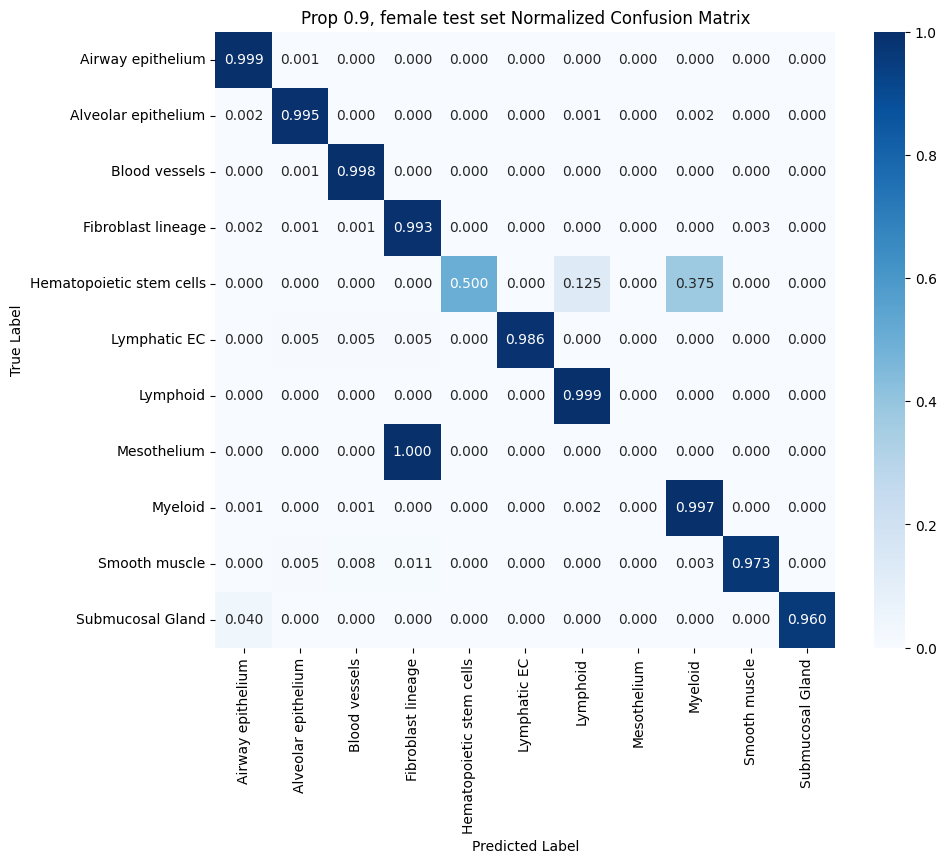 Prop 0.9, female test set Normalized Confusion Matrix
Airway epithelium 0.999 0.001 0.000 0.000 0.000 0.000 0.000 0.000 0.000 0.000 0.000
Alveolar epithelium 0.002 0.995 0.000 0.000 0.000 0.000 0.001 0.000 0.002 0.000 0.000
Blood vessels 0.000 0.001 0.998 0.000 0.000 0.000 0.000 0.000 0.000 0.000 0.000
Fibroblast lineage 0.002 0.001 0.001 0.993 0.000 0.000 0.000 0.000 0.000 0.003 0.000
Hematopoietic stem cells 0.000 0.000 0.000 0.000 0.500 0.000 0.125 0.000 0.375 0.000 0.000
Lymphatic EC 0.000 0.005 0.005 0.005 0.000 0.986 0.000 0.000 0.000 0.000 0.000
Lymphoid 0.000 0.000 0.000 0.000 0.000 0.000 0.999 0.000 0.000 0.000 0.000
Mesothelium 0.000 0.000 0.000 1.000 0.000 0.000 0.000 0.000 0.000 0.000 0.000
Myeloid 0.001 0.000 0.001 0.000 0.000 0.000 0.002 0.000 0.997 0.000 0.000
Smooth muscle 0.000 0.005 0.008 0.011 0.000 0.000 0.000 0.000 0.003 0.973 0.000
Submucosal Gland 0.040 0.000 0.000 0.000 0.000 0.000 0.000 0.000 0.000 0.000 0.960
True Label
Airway epithelium
Alveolar epithelium
Blood vessels
Fibroblast lineage
Hematopoietic stem cells
Lymphatic EC
Lymphoid
Mesothelium
Myeloid
Smooth muscle
Submucosal Gland
Predicted Label
1.0
0.8
0.6
0.4
0.2
0.0